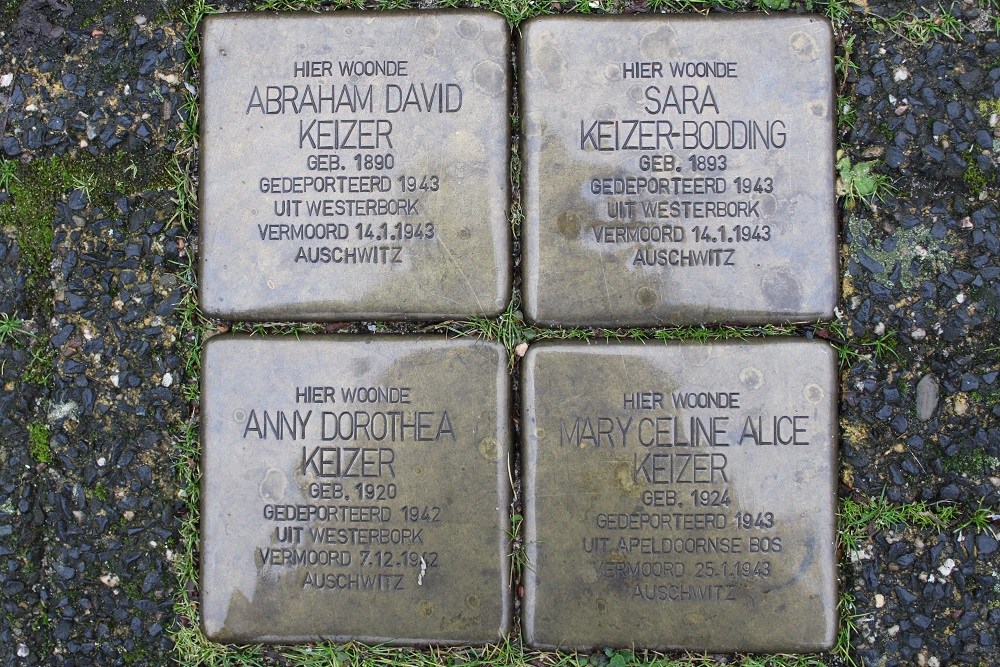 HIER WOONDE
ABRAHAM DAVID
KEIZER
GEB. 1890
GEDEPORTEERD 1943
UIT WESTERBORK
VERMOORD 14.1.1943
AUSCHWITZ
HIER WOONDE
SARA
KEIZER-BODDING
GEB. 1893
GEDEPORTEERD 1943
UIT WESTERBORK
VERMOORD 14.1.1943
AUSCHWITZ
HIER WOONDE
ANNY DOROTHEA
KEIZER
GEB. 1920
GEDEPORTEERD 1942
UIT WESTERBORK
VERMOORD 7.12.1942
AUSCHWITZ
HIER WOONDE
MARY CELINE ALICE
KEIZER
GEB. 1924
GEDEPORTEERD 1943
UIT APELDOORNSE BOS
VERMOORD 25.1.1943
AUSCHWITZ